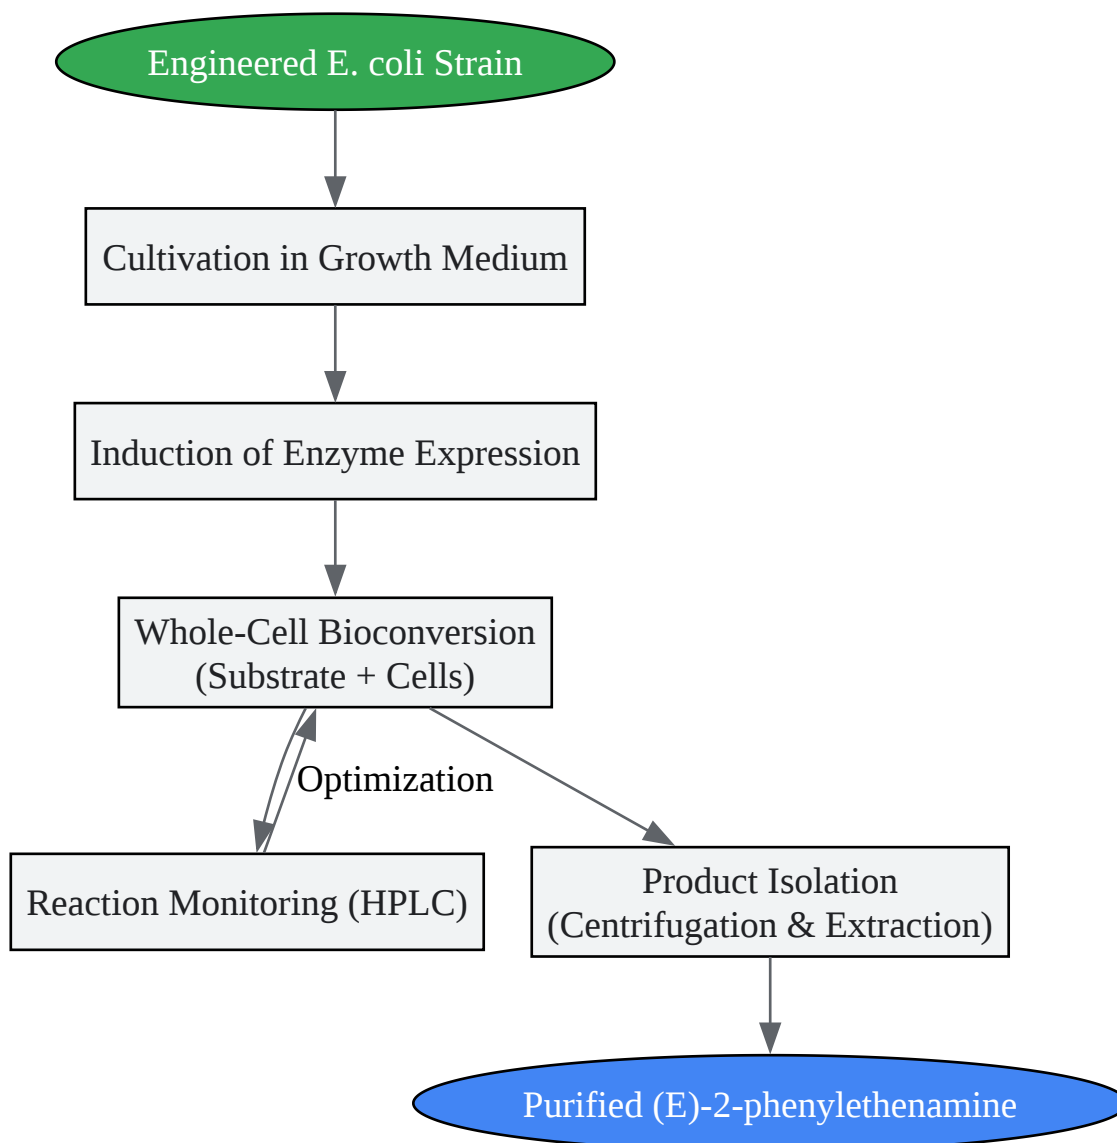 Engineered E. coli Strain
Cultivation in Growth Medium
Induction of Enzyme Expression
Whole-Cell Bioconversion
(Substrate + Cells)
Optimization
Reaction Monitoring (HPLC)
Product Isolation
(Centrifugation & Extraction)
Purified (E)-2-phenylethenamine